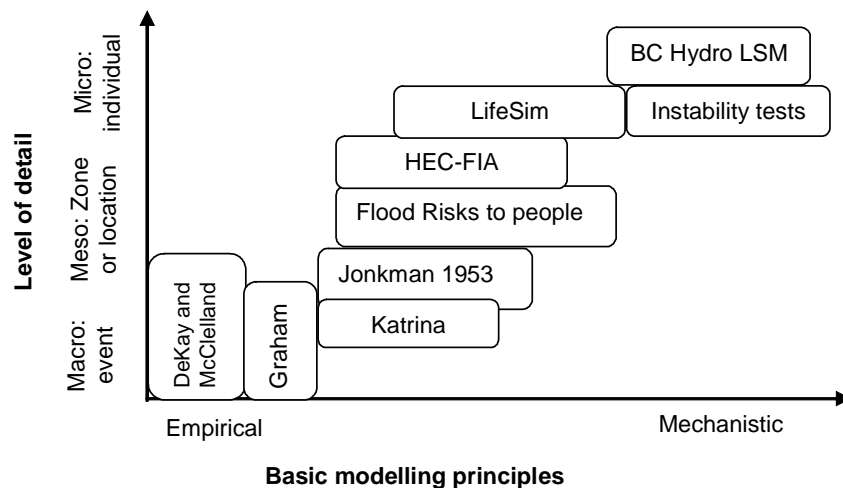 Level of detail
Micro:
individual
Meso: Zone
or location
Macro:
event
BC Hydro LSM
LifeSim
Instability tests
HEC-FIA
Flood Risks to people
Jonkman 1953
Katrina
DeKay and
McClelland
Graham
Empirical
Mechanistic
Basic modelling principles